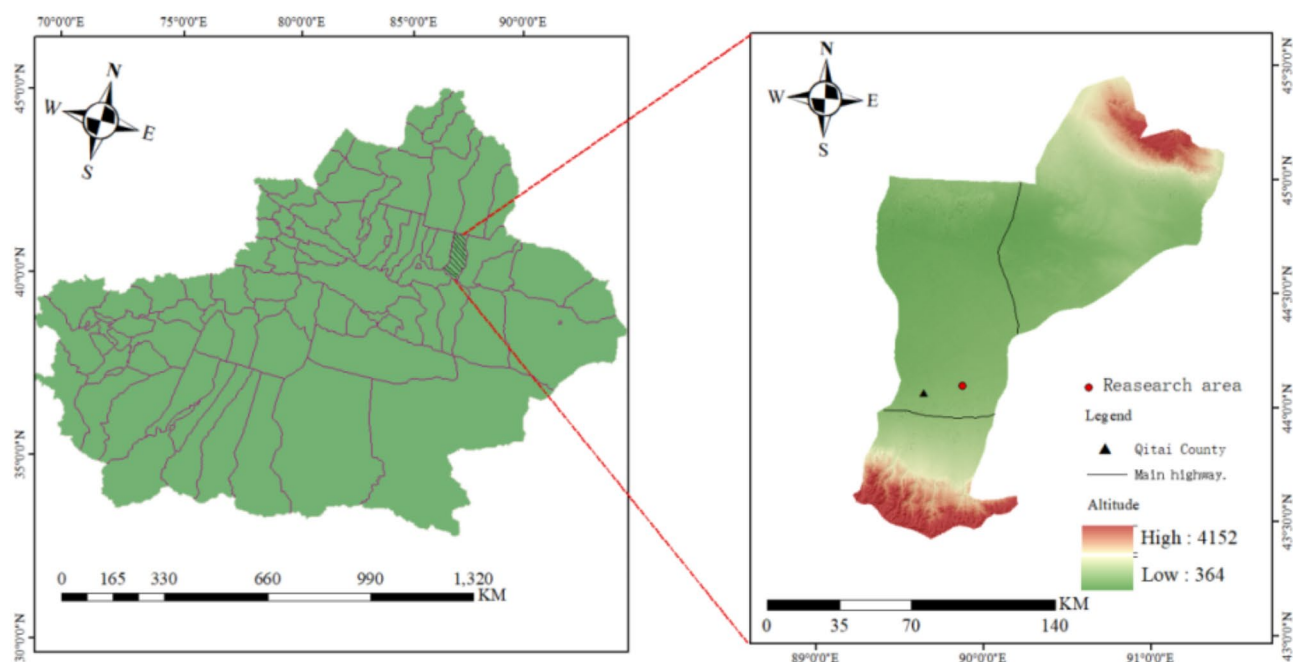 70°0'0"E 75°0'0"E 80°0'0"E 85°0'0"E 90°0'0"E
45°0'0"N
40°0'0"N
35°0'0"N
30°0'0"N
N
W E
S
0 165 330 660 990 1,320
KM
N
W E
S
45°30'0"N
45°0'0"N
44°30'0"N
44°0'0"N
43°30'0"N
43°0'0"N
Reasearch area
Legend
Qitai County
Main highway.
Altitude
High : 4152
Low : 364
KM
0 35 70 140
89°0'0"E 90°0'0"E 91°0'0"E